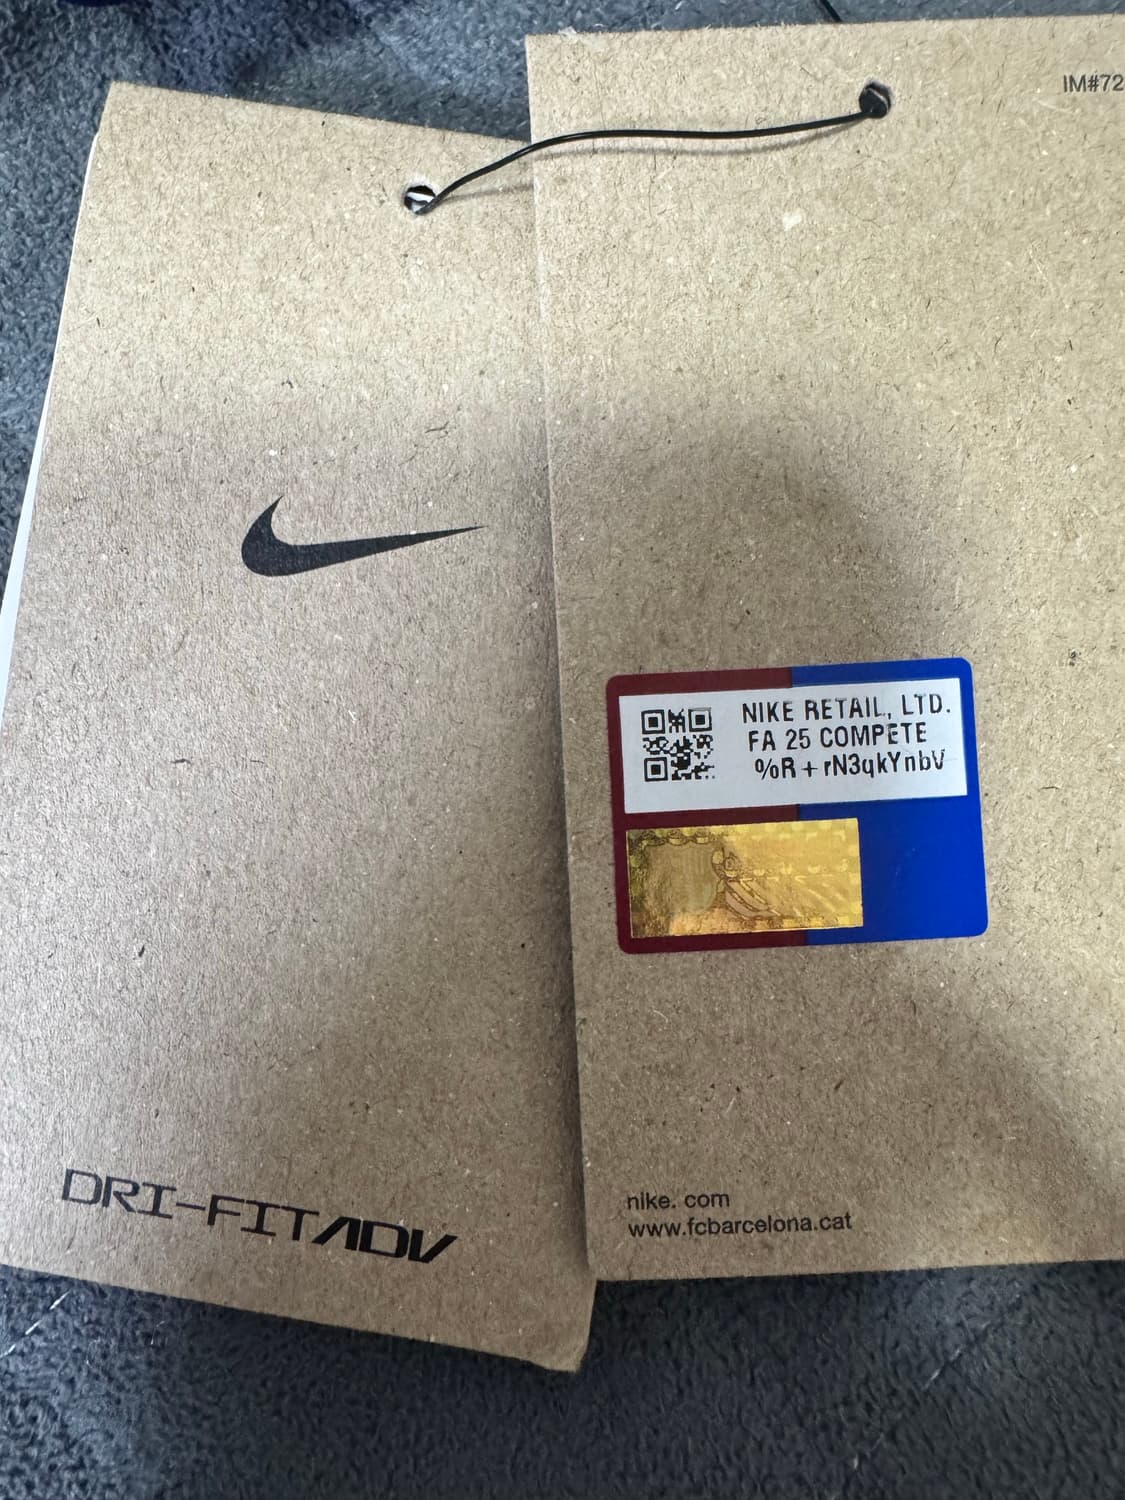 IM#72
NIKE RETAIL, LTD.
FA 25 COMPETE
%R+rN3qkYnbV
nike. com
www.fcbarcelona.cat
DRI-FIT ADV